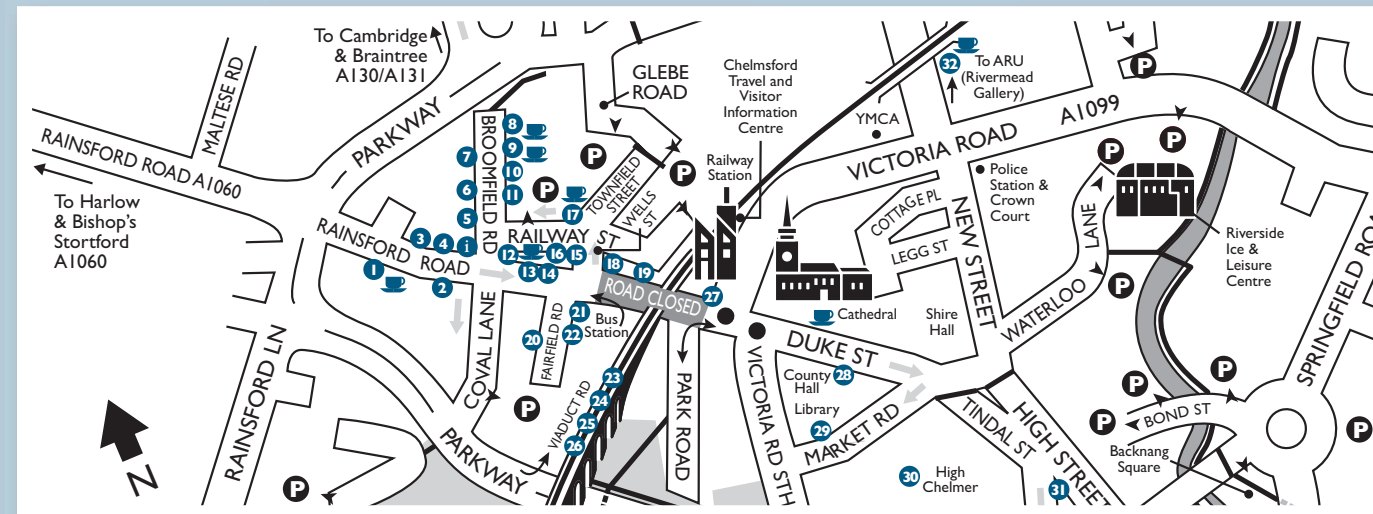 To Cambridge
& Braintree
A130/A131
MALTESE RD
RAINSFORD ROAD A1060
To Harlow
& Bishop's
Stortford
A1060
PARKWAY
GLEBE
ROAD
Chelmsford
Travel and
Visitor
Information
Centre
Railway
Station
32
To ARU
(Rivermead
Gallery)
YMCA
VICTORIA ROAD
A1099
P
P
P
P
P
P
P
BROOMFIELD RD
8
9
10
11
7
6
5
17
TOWNFIELD
STREET
WELLS
ST
RAILWAY
ST
RAINSFORD
ROAD
3
4
i
1
2
12
i
16
15
13
14
18
19
ROAD CLOSED
27
COTTAGE PL
LEGG ST
NEW STREET
Police
Station &
Crown
Court
WATERLOO
LANE
Riverside
Ice &
Leisure
Centre
Cathedral
Shire
Hall
SPRINGFIELD RO
RAINSFORD LN
COVAL LANE
20
FAIRFIELD RD
21
22
Bus
Station
VIADUCT RD
23
24
25
26
P
PARKWAY
P
PARK ROAD
VICTORIA RD STH
DUKE ST
County
Hall
28
Library
29
MARKET RD
TINDAL ST
HIGH STREET
30
High
Chelmer
31
P
P
P
P
BOND ST
Backnang
Square
N